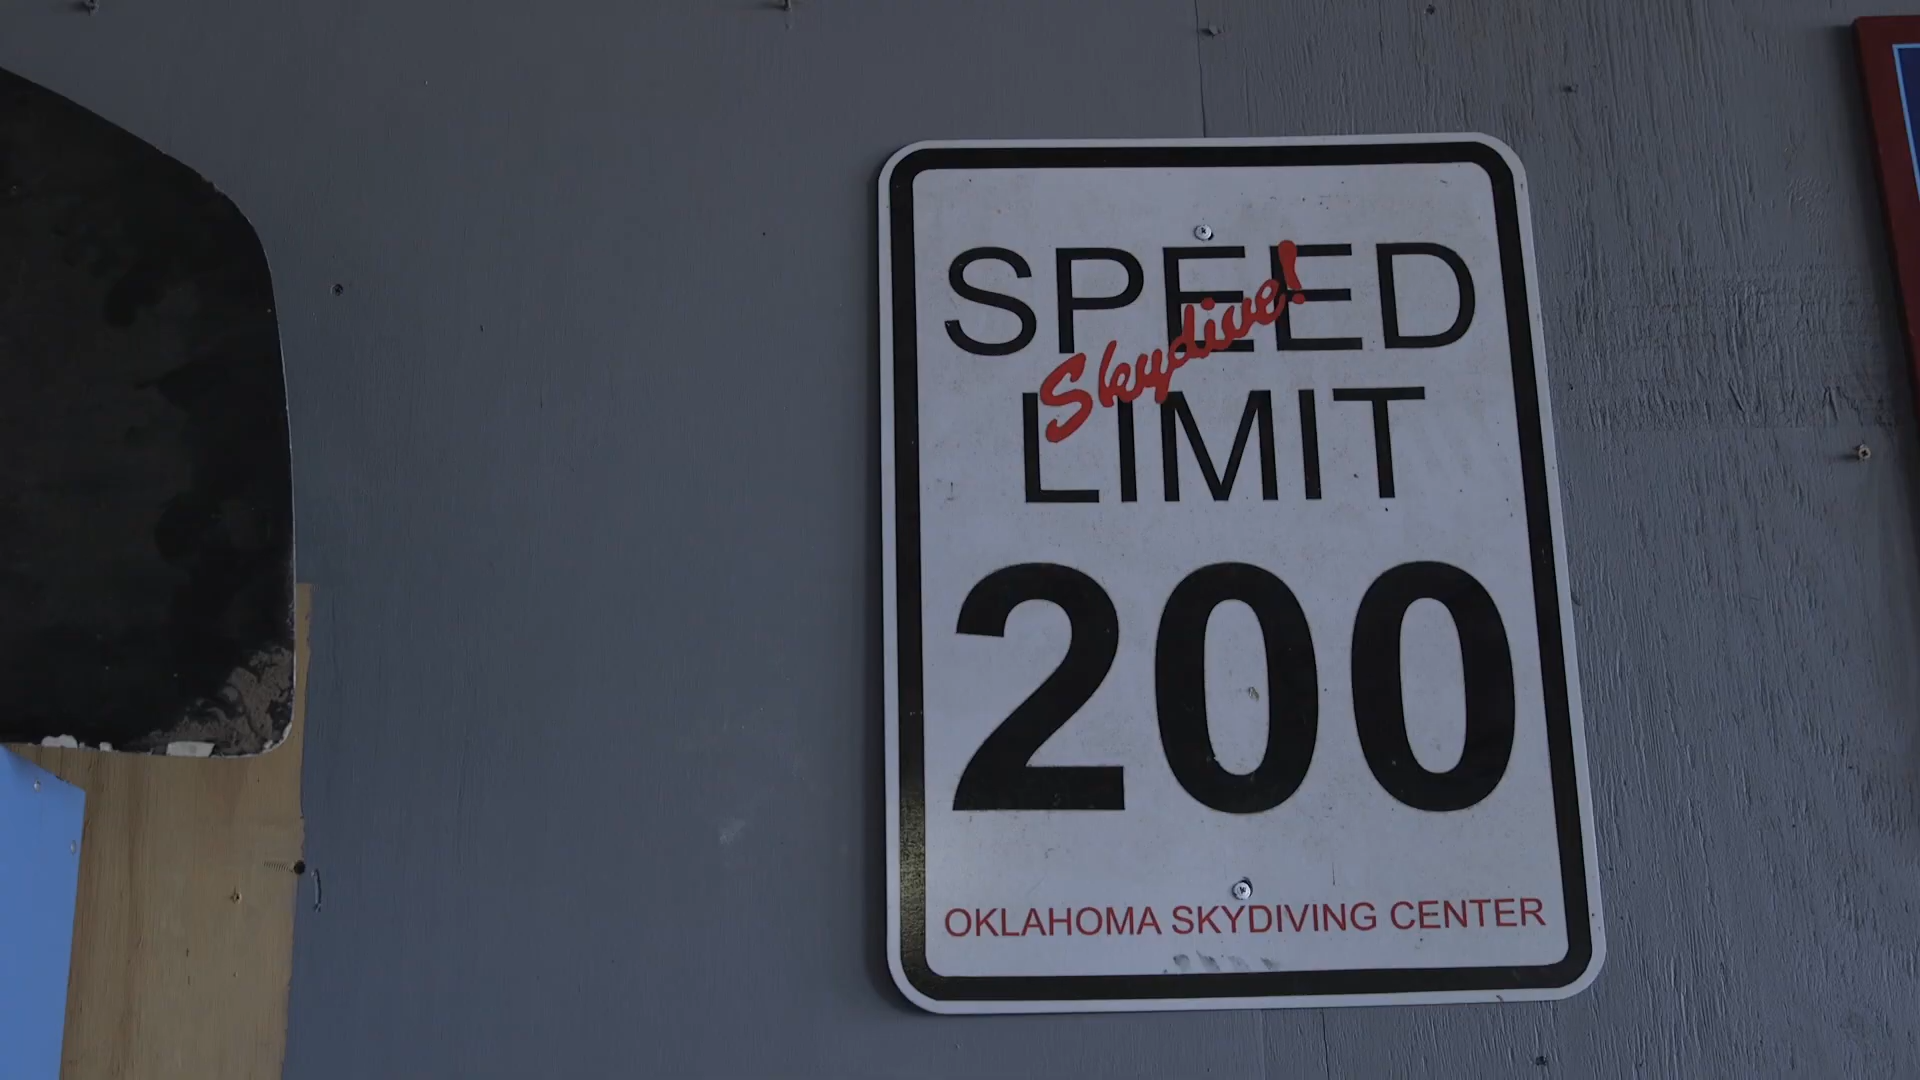 SPEED
Skydive!
LIMIT
200
OKLAHOMA SKYDIVING CENTER